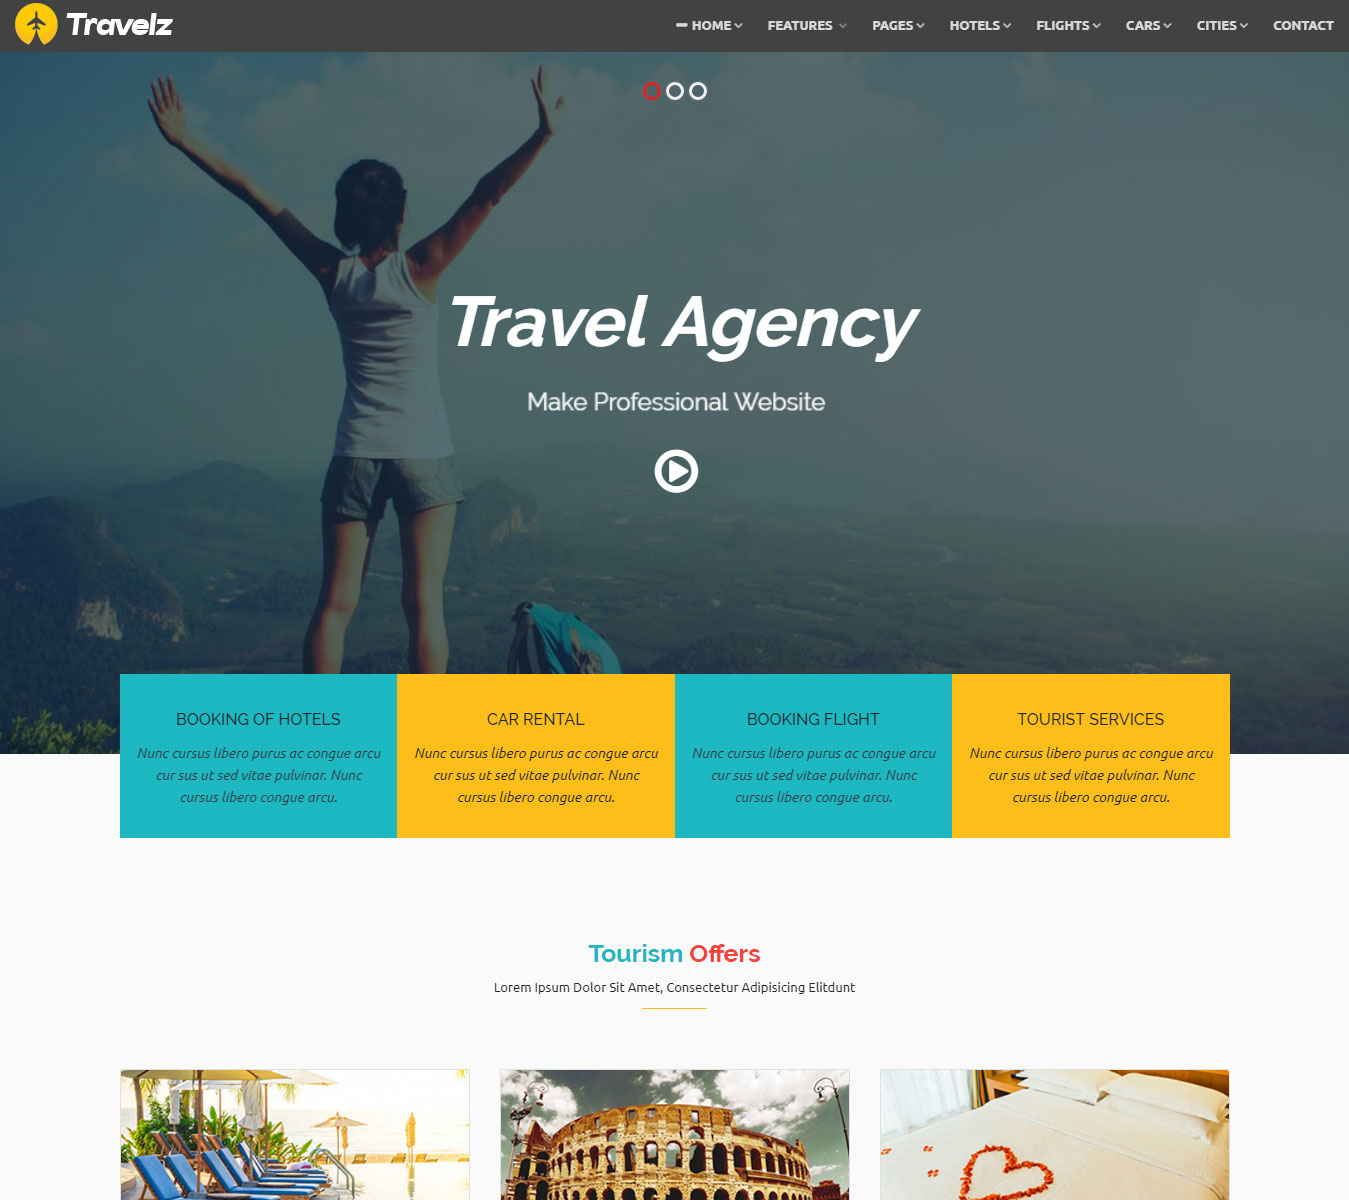 Travelz
HOME FEATURES PAGES HOTELS FLIGHTS CARS CITIES CONTACT
Travel Agency
Make Professional Website
BOOKING OF HOTELS
Nunc cursus libero purus ac congue arcu
cur sus ut sed vitae pulvinar. Nunc
cursus libero congue arcu.
CAR RENTAL
Nunc cursus libero purus ac congue arcu
cur sus ut sed vitae pulvinar. Nunc
cursus libero congue arcu.
BOOKING FLIGHT
Nunc cursus libero purus ac congue arcu
cur sus ut sed vitae pulvinar. Nunc
cursus libero congue arcu.
TOURIST SERVICES
Nunc cursus libero purus ac congue arcu
cur sus ut sed vitae pulvinar. Nunc
cursus libero congue arcu.
Tourism Offers
Lorem Ipsum Dolor Sit Amet, Consectetur Adipisicing Elitdunt